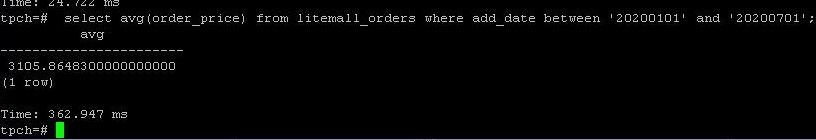 Time: 24.722 ms
tpch=#  select avg(order_price) from litemall_orders where add_date between '20200101' and '20200701';
avg
-----------------------
3105.8648300000000000
(1 row)
Time: 362.947 ms
tpch=#